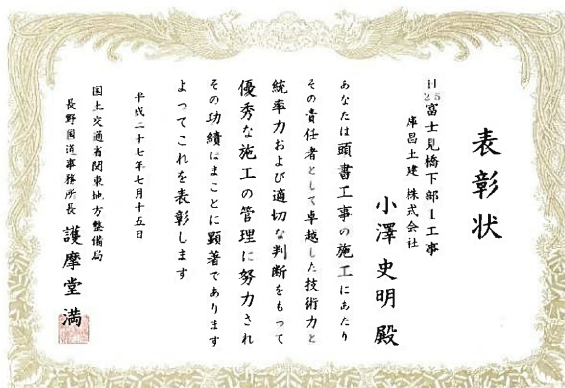 表彰状
H25富士見橋下部1工事
庫昌土建 株式会社
小澤史明殿
あなたは頭書工事の施工にあたり
その責任者として卓越した技術力と
統率力および適切な判断をもって
優秀な施工の管理に努力され
その功績はまことに顕著であります
よってこれを表彰します
平成二十七年七月十五日
国土交通省関東地方整備局
長野国道事務所長 護摩堂満